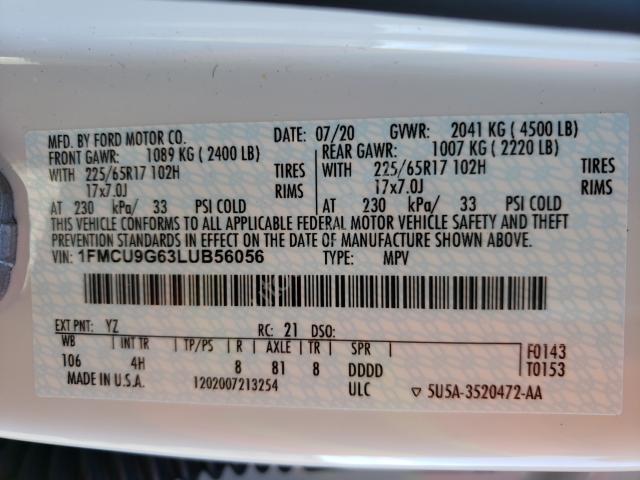 MFD. BY FORD MOTOR CO. DATE: 07/20 GVWR: 2041 KG ( 4500 LB)
FRONT GAWR: 1089 KG ( 2400 LB) REAR GAWR: 1007 KG ( 2220 LB)
WITH 225/65R17 102H TIRES WITH 225/65R17 102H TIRES
17x7.0J RIMS 17x7.0J RIMS
AT 230 kPa/ 33 PSI COLD AT 230 kPa/ 33 PSI COLD
THIS VEHICLE CONFORMS TO ALL APPLICABLE FEDERAL MOTOR VEHICLE SAFETY AND THEFT
PREVENTION STANDARDS IN EFFECT ON THE DATE OF MANUFACTURE SHOWN ABOVE.
VIN: 1FMCU9G63LUB56056 TYPE: MPV
EXT PNT: YZ RC: 21 DSO:
WB INT TR TP/PS R AXLE TR SPR
106 4H 8 81 8 DDDD
F0143
T0153
MADE IN U.S.A. 1202007213254 ULC 5U5A-3520472-AA